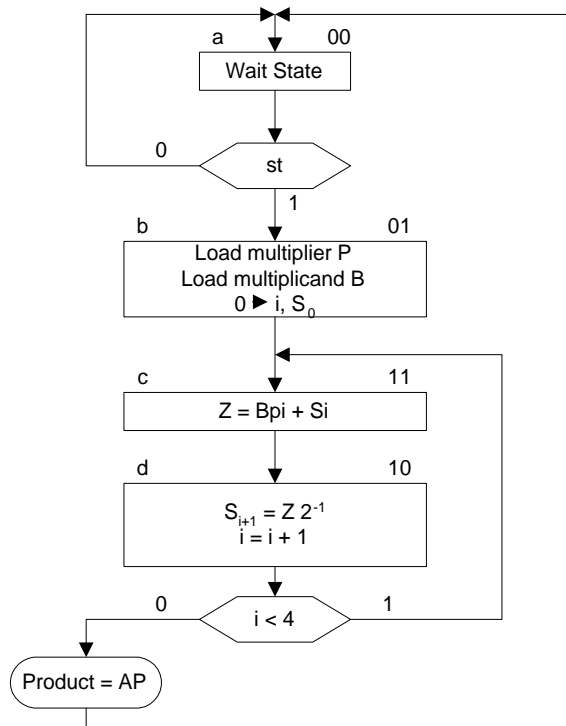 a 00
Wait State
0 st
1
b 01
Load multiplier P
Load multiplicand B
0 ► i, S₀
c 11
Z = Bpi + Si
d 10
Sᵢ₊₁ = Z 2⁻¹
i = i + 1
0 i < 4 1
Product = AP